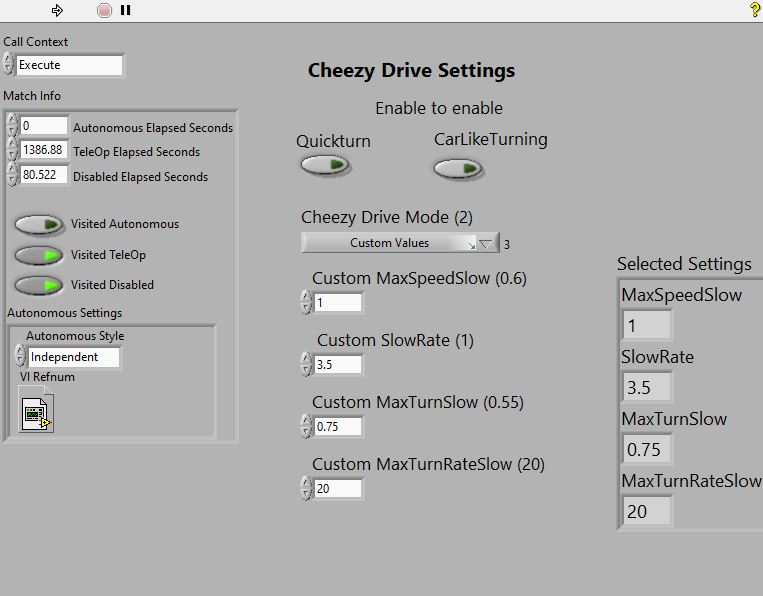 ?
Call Context
Execute
Match Info
0 Autonomous Elapsed Seconds
1386.88 TeleOp Elapsed Seconds
80.522 Disabled Elapsed Seconds
Visited Autonomous
Visited TeleOp
Visited Disabled
Autonomous Settings
Autonomous Style
Independent
VI Refnum
Cheezy Drive Settings
Enable to enable
Quickturn
CarLikeTurning
Cheezy Drive Mode (2)
Custom Values 3
Custom MaxSpeedSlow (0.6)
1
Custom SlowRate (1)
3.5
Custom MaxTurnSlow (0.55)
0.75
Custom MaxTurnRateSlow (20)
20
Selected Settings
MaxSpeedSlow
1
SlowRate
3.5
MaxTurnSlow
0.75
MaxTurnRateSlow
20